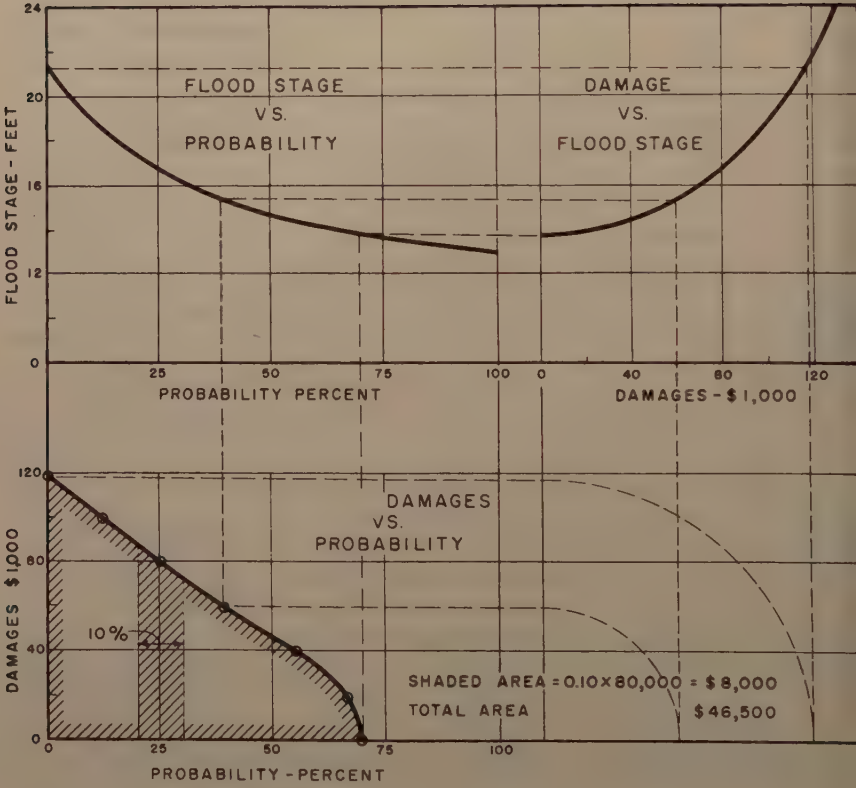 24
20
16
12
0
FLOOD STAGE - FEET
FLOOD STAGE
VS.
PROBABILITY
DAMAGE
VS.
FLOOD STAGE
25
50
75
100
0
40
80
120
PROBABILITY PERCENT
DAMAGES - $1,000
120
80
40
0
DAMAGES $1,000
DAMAGES
VS.
PROBABILITY
10%
SHADED AREA = 0.10 X 80,000 = $8,000
TOTAL AREA $46,500
0
25
50
75
100
PROBABILITY - PERCENT